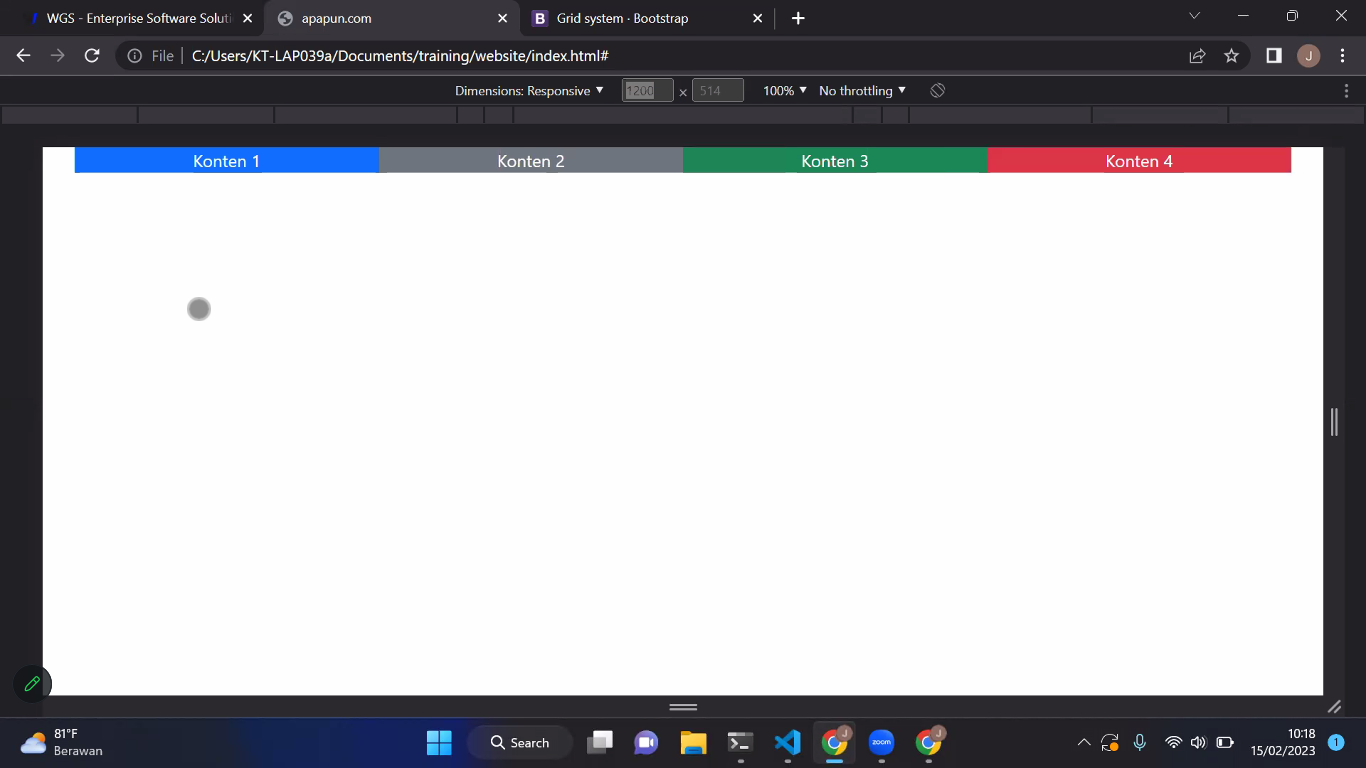 WGS - Enterprise Software Soluti
apapun.com
Grid system · Bootstrap
File
C:/Users/KT-LAP039a/Documents/training/website/index.html#
J
Dimensions: Responsive
1200 × 514
100%
No throttling
Konten 1
Konten 2
Konten 3
Konten 4
81°F
Berawan
Search
zoom
J
J
10:18
15/02/2023
1